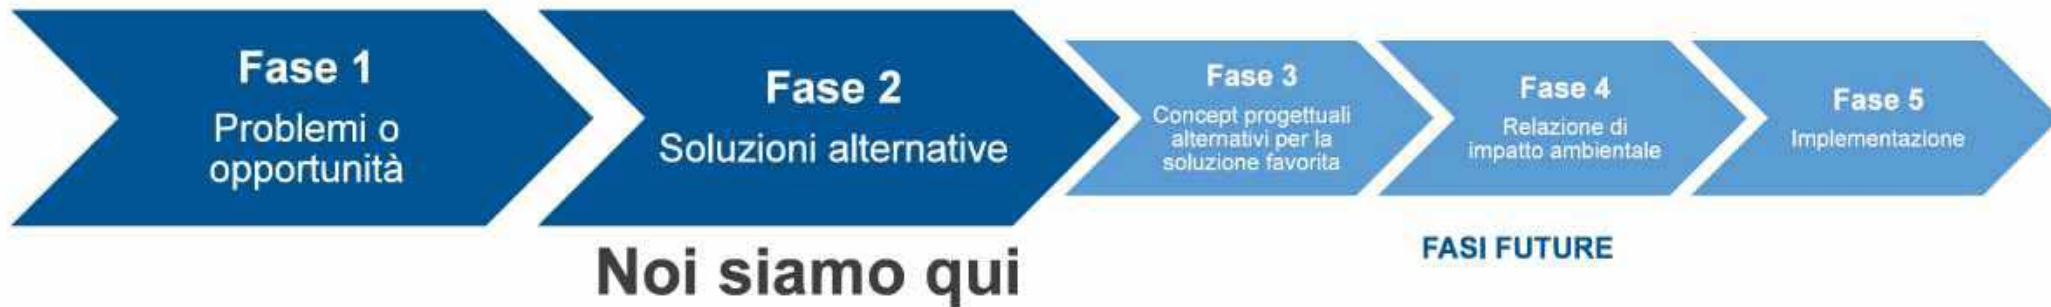 Fase 1
Problemi o
opportunità
Fase 2
Soluzioni alternative
Fase 3
Concept progettuali
alternativi per la
soluzione favorita
Fase 4
Relazione di
impatto ambientale
Fase 5
Implementazione
Noi siamo qui
FASI FUTURE